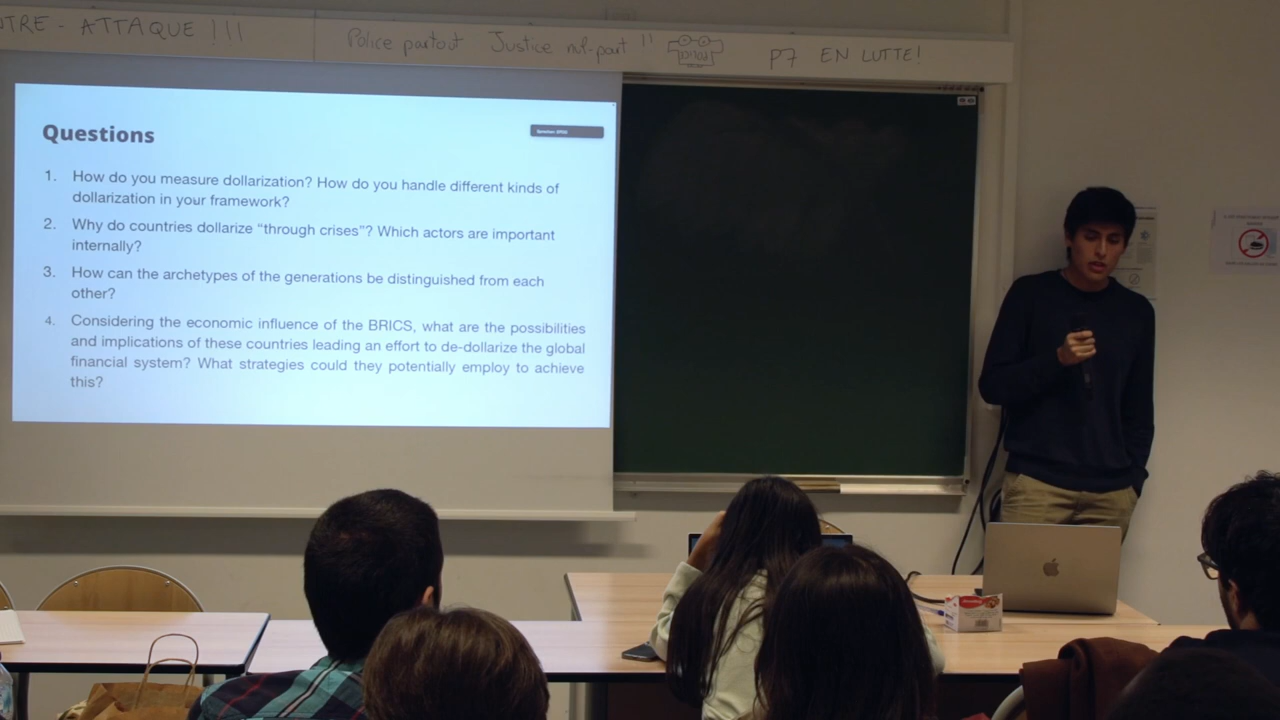 TRE - ATTAQUE !!!
Police partout Justice nul-part !!
P7 EN LUTTE!
Questions
1. How do you measure dollarization? How do you handle different kinds of
dollarization in your framework?
2. Why do countries dollarize “through crises”? Which actors are important
internally?
3. How can the archetypes of the generations be distinguished from each
other?
4. Considering the economic influence of the BRICS, what are the possibilities
and implications of these countries leading an effort to de-dollarize the global
financial system? What strategies could they potentially employ to achieve
this?